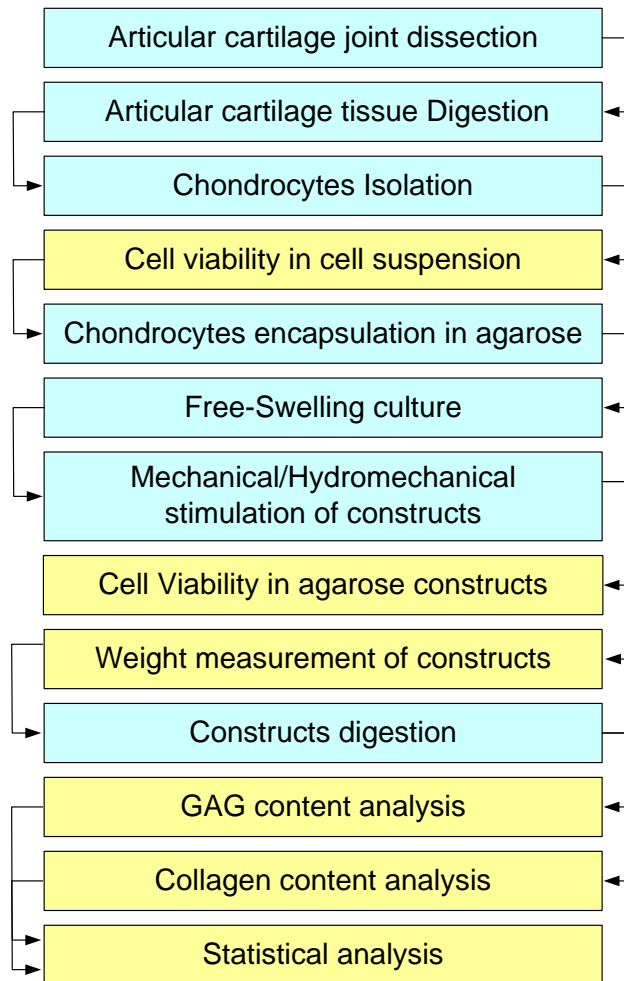 Articular cartilage joint dissection
Articular cartilage tissue Digestion
Chondrocytes Isolation
Cell viability in cell suspension
Chondrocytes encapsulation in agarose
Free-Swelling culture
Mechanical/Hydromechanical
stimulation of constructs
Cell Viability in agarose constructs
Weight measurement of constructs
Constructs digestion
GAG content analysis
Collagen content analysis
Statistical analysis